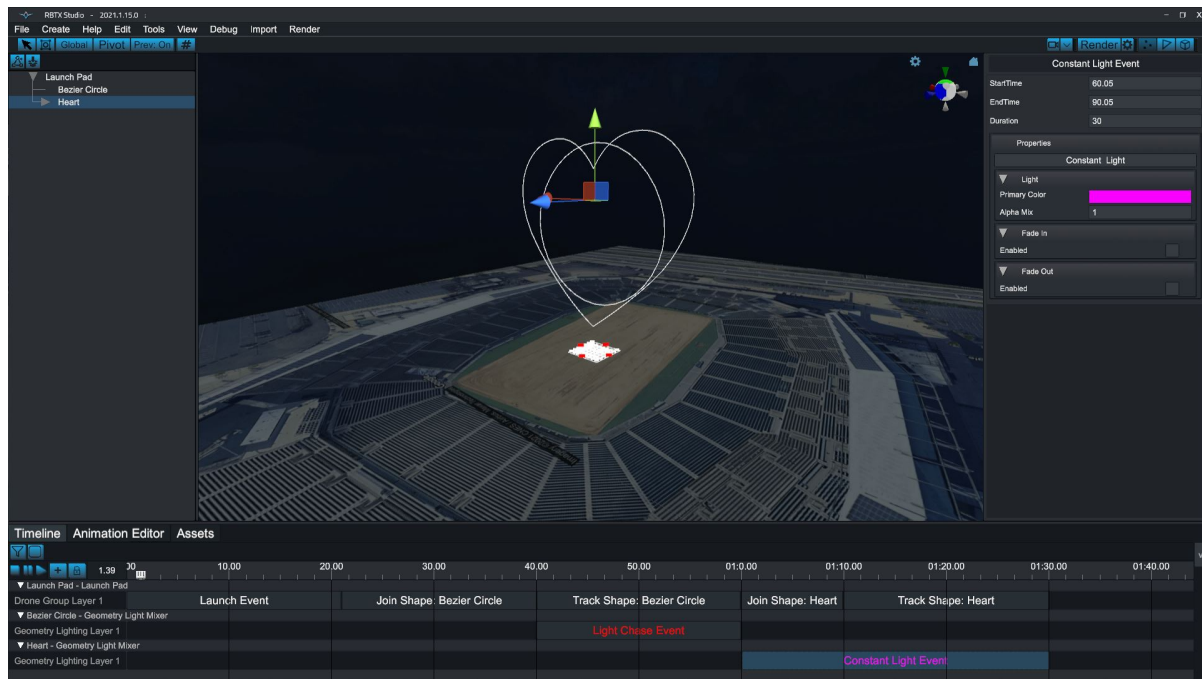 RBTX Studio - 2021.1.15.0
File Create Help Edit Tools View Debug Import Render
Global Pivot Prev: On #
Render
Launch Pad
Bezier Circle
Heart
Constant Light Event
StartTime 60.05
EndTime 90.05
Duration 30
Properties
Constant Light
Light
Primary Color
Alpha Mix 1
Fade In
Enabled
Fade Out
Enabled
Timeline Animation Editor Assets
1.39 10.00 20.00 30.00 40.00 50.00 01:0.00 01:10.00 01:20.00 01:30.00 01:40.00
Launch Pad - Launch Pad
Drone Group Layer 1 Launch Event Join Shape: Bezier Circle Track Shape: Bezier Circle Join Shape: Heart Track Shape: Heart
Bezier Circle - Geometry Light Mixer
Geometry Lighting Layer 1 Light Chase Event
Heart - Geometry Light Mixer
Geometry Lighting Layer 1 Constant Light Event